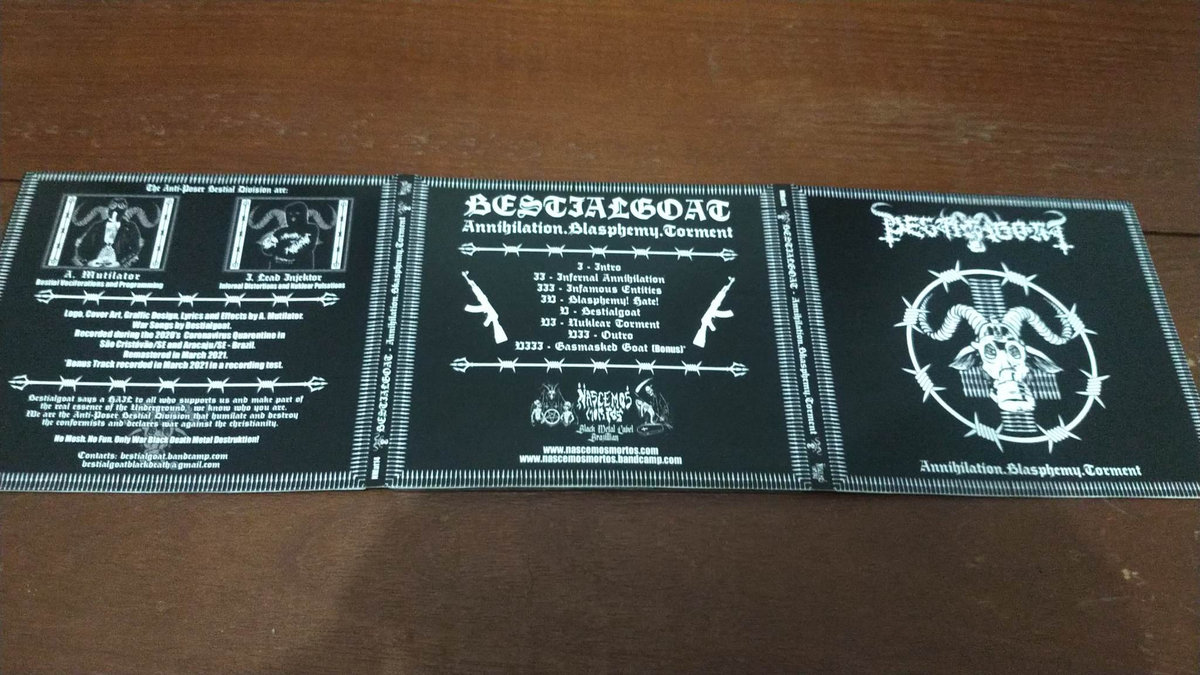 The Anti-Poser Bestial Division are:
A. Mutilator
Bestial Vociferations and Programming
J. Lead Injektor
Infernal Distortions and Nuklear Pulsations
Logo, Cover Art, Graffic Design, Lyrics and Effects by A. Mutilator.
War Songs by Bestialgoat.
Recorded during the 2020's Coronavirus Quarentine in
São Cristóvão/SE and Aracaju/SE - Brazil.
Remastered in March 2021.
*Bonus Track recorded in March 2021 in a recording test.
Bestialgoat says a HAIL to all who supports us and make part of
the real essence of the Underground, we know who you are.
We are the Anti-Poser Bestial Division that humilate and destroy
the conformists and declares war against the christianity.
No Mosh. No Fun. Only War Black Death Metal Destruktion!
Contacts: bestialgoat.bandcamp.com
bestialgoatblackdeath@gmail.com
BESTIALGOAT - Annihilation.Blasphemy.Torment
BESTIALGOAT
Annihilation.Blasphemy.Torment
I - Intro
II - Infernal Annihilation
III - Infamous Entities
IV - Blasphemy! Hate!
V - Bestialgoat
VI - Nuklear Torment
VII - Outro
VIII - Gasmasked Goat (Bonus)*
NASCEMOS
MORTOS
Black Metal Label
Brazillian
www.nascemosmortos.com
www.nascemosmortos.bandcamp.com
BESTIALGOAT - Annihilation.Blasphemy.Torment
BESTIALGOAT
Annihilation.Blasphemy.Torment